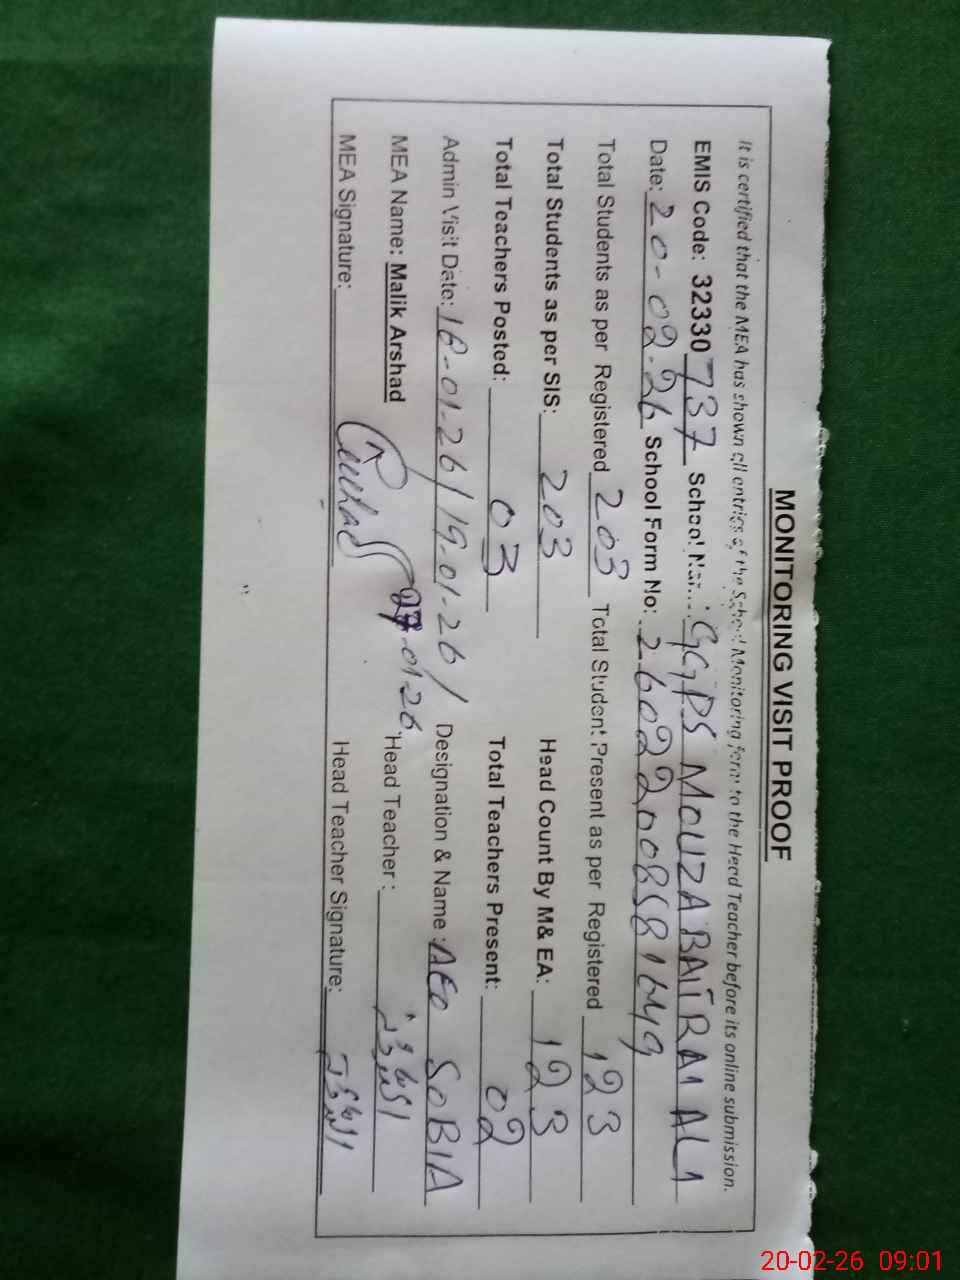 MONITORING VISIT PROOF
It is certified that the MEA has shown all entries of the School Monitoring form to the Head Teacher before its online submission.
EMIS Code: 32330737 School Name: GGPS MOUZA BAIT RAI ALI
Date: 20-02-26 School Form No: 2602200858149
Total Students as per Registered 203 Total Student Present as per Registered 123
Total Students as per SIS: 203 Head Count By M& EA: 123
Total Teachers Posted: 03 Total Teachers Present: 02
Admin Visit Date: 16-01-26/19-01-26/ Designation & Name: AEO SOBIA
27-01-26
MEA Name: Malik Arshad Head Teacher:
MEA Signature: Head Teacher Signature:
20-02-26 09:01